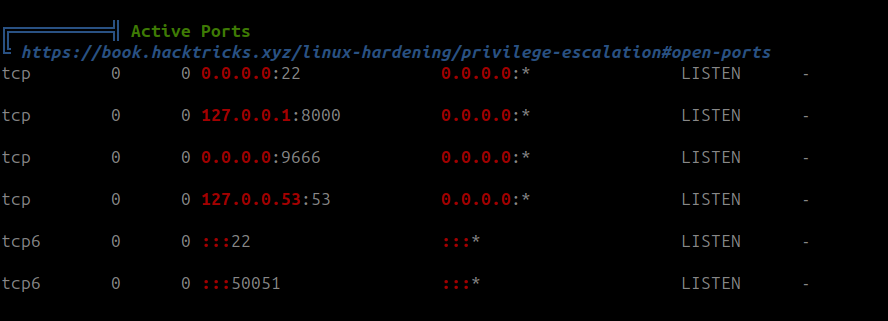 ╔══════════╣ Active Ports
╚ https://book.hacktricks.xyz/linux-hardening/privilege-escalation#open-ports
tcp        0      0 0.0.0.0:22              0.0.0.0:*               LISTEN      -
tcp        0      0 127.0.0.1:8000          0.0.0.0:*               LISTEN      -
tcp        0      0 0.0.0.0:9666            0.0.0.0:*               LISTEN      -
tcp        0      0 127.0.0.53:53           0.0.0.0:*               LISTEN      -
tcp6       0      0 :::22                   :::*                    LISTEN      -
tcp6       0      0 :::50051                :::*                    LISTEN      -